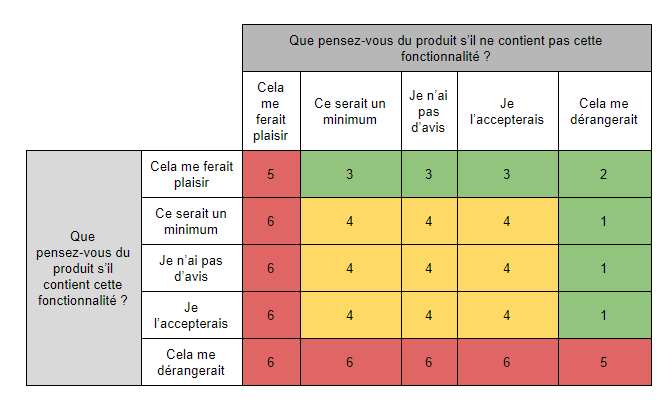 Que pensez-vous du produit s’il ne contient pas cette
fonctionnalité ?
Cela
me
ferait
plaisir
Ce serait un
minimum
Je n’ai
pas
d’avis
Je
l’accepterais
Cela me
dérangerait
Que
pensez-vous du
produit s’il
contient cette
fonctionnalité ?
Cela me ferait
plaisir
5 3 3 3 2
Ce serait un
minimum
6 4 4 4 1
Je n’ai pas
d’avis
6 4 4 4 1
Je
l’accepterais
6 4 4 4 1
Cela me
dérangerait
6 6 6 6 5